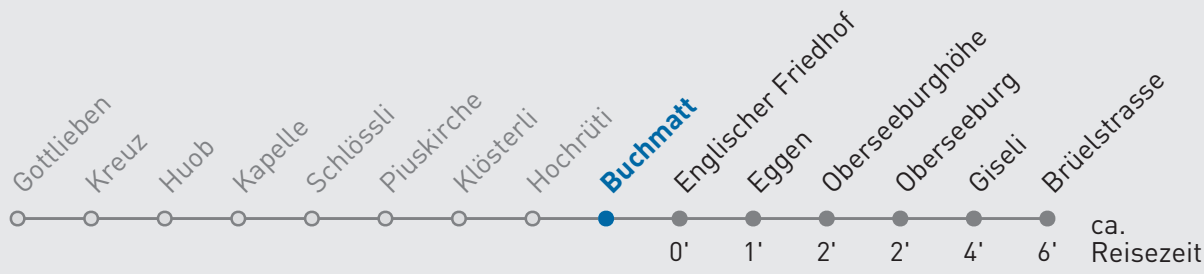 Gottlieben
Kreuz
Huob
Kapelle
Schlössli
Piuskirche
Klösterli
Hochrüti
Buchmatt
Englischer Friedhof
Eggen
Oberseeburghöhe
Oberseeburg
Giseli
Brüelstrasse
0' 1' 2' 2' 4' 6' ca.
Reisezeit